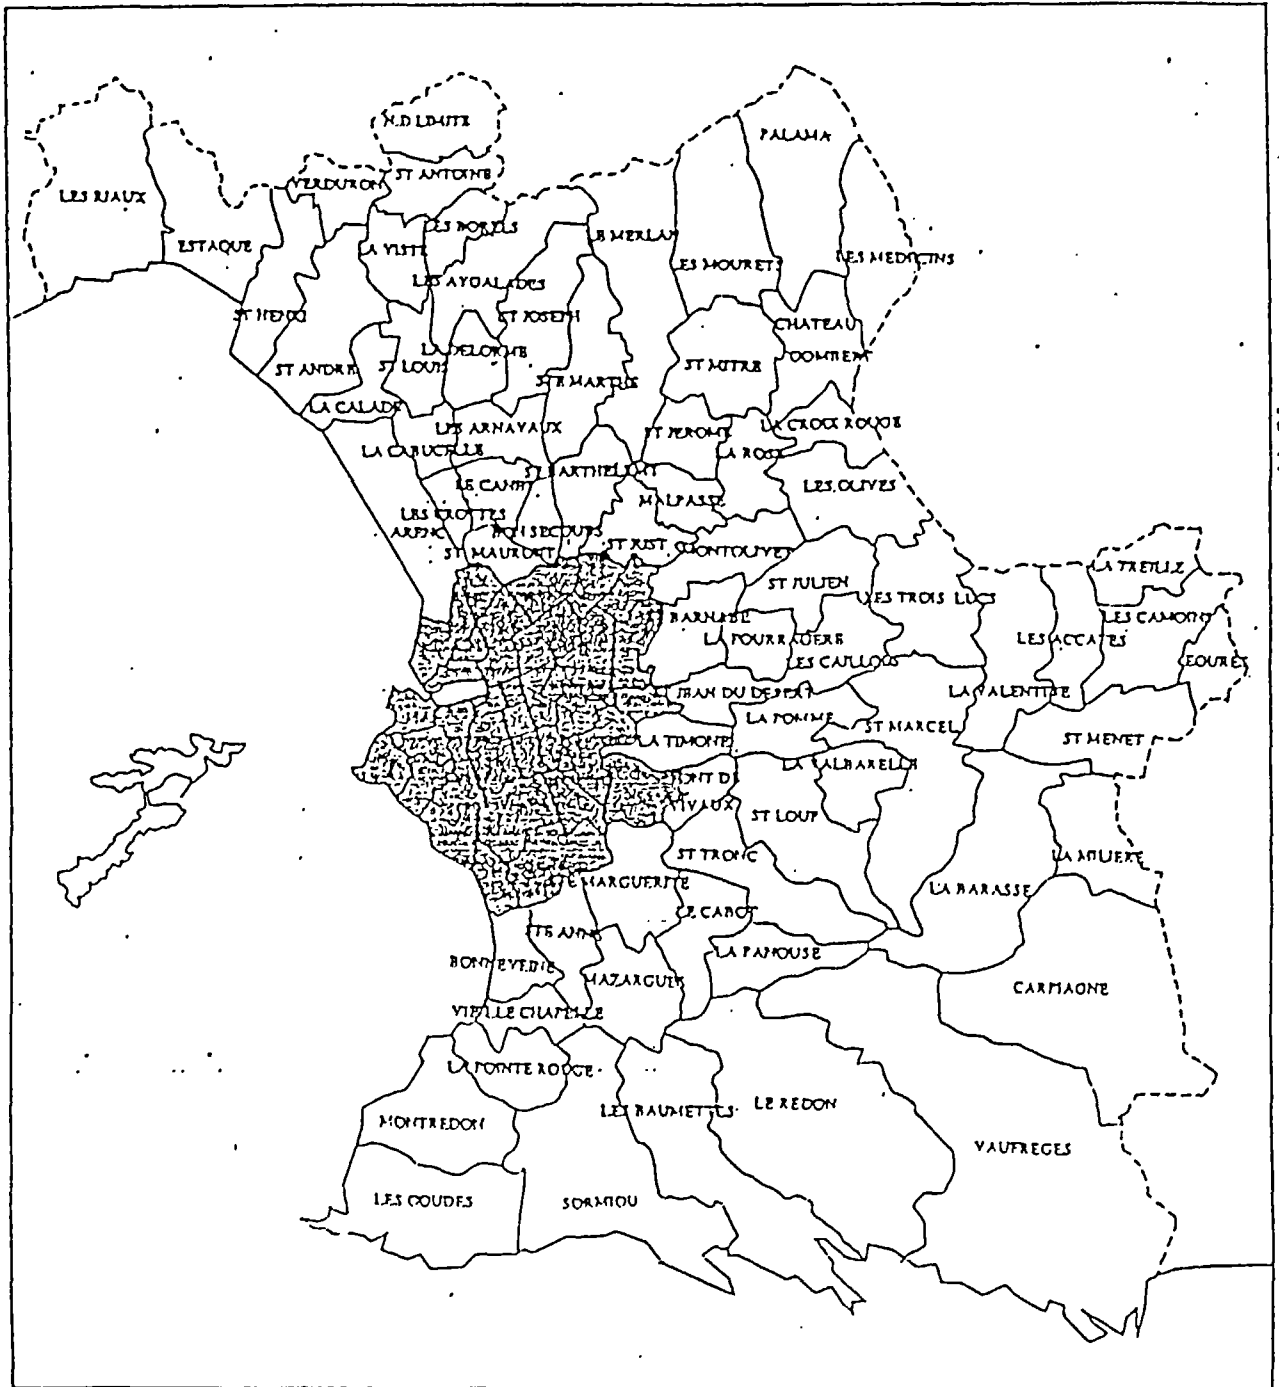 N.D LIMITE
PALAMA
ST ANTOINE
VERDURON
LES RIAUX
LES BORELS
LE MERLAN
ESTAQUE
LA VISTE
LES MOURETS
LES MEDECINS
LES AYGALADES
ST HENRI
ST JOSEPH
CHATEAU
GOMBERT
LA DELORME
ST ANDRE
ST LOUIS
ST MITRE
STE MARTHE
LA CALADE
LES ARNAVAUX
ST JEROME
LA CROIX ROUGE
LA CABUCELLE
LA ROSE
ST BARTHELEMY
LE CANET
MALPASSE
LES OLIVES
LES CROTTES
ARENC
BON SECOURS
ST MAURONT
ST JUST
MONTOLIVET
LA TREILLE
ST JULIEN
LES TROIS LUCS
ST BARNABE
LES CAMOINS
LA FOURRAGERE
LES ACCATES
LES CAILLOLS
EOURES
ST JEAN DU DESERT
LA VALENTINE
LA POMME
ST MARCEL
LA TIMONE
ST MENET
LA VALBARELLE
PONT DE
VIVAUX
ST LOUP
ST TRONC
LA MILIERE
STE MARGUERITE
LA BARASSE
LE CABOT
STE ANNE
LA PANOUSE
BONNEVEINE
MAZARGUES
CARPIAGNE
VIEILLE CHAPELLE
LA POINTE ROUGE
LES BAUMETTES
LE REDON
MONTREDON
VAUFREGES
LES GOUDES
SORMIOU